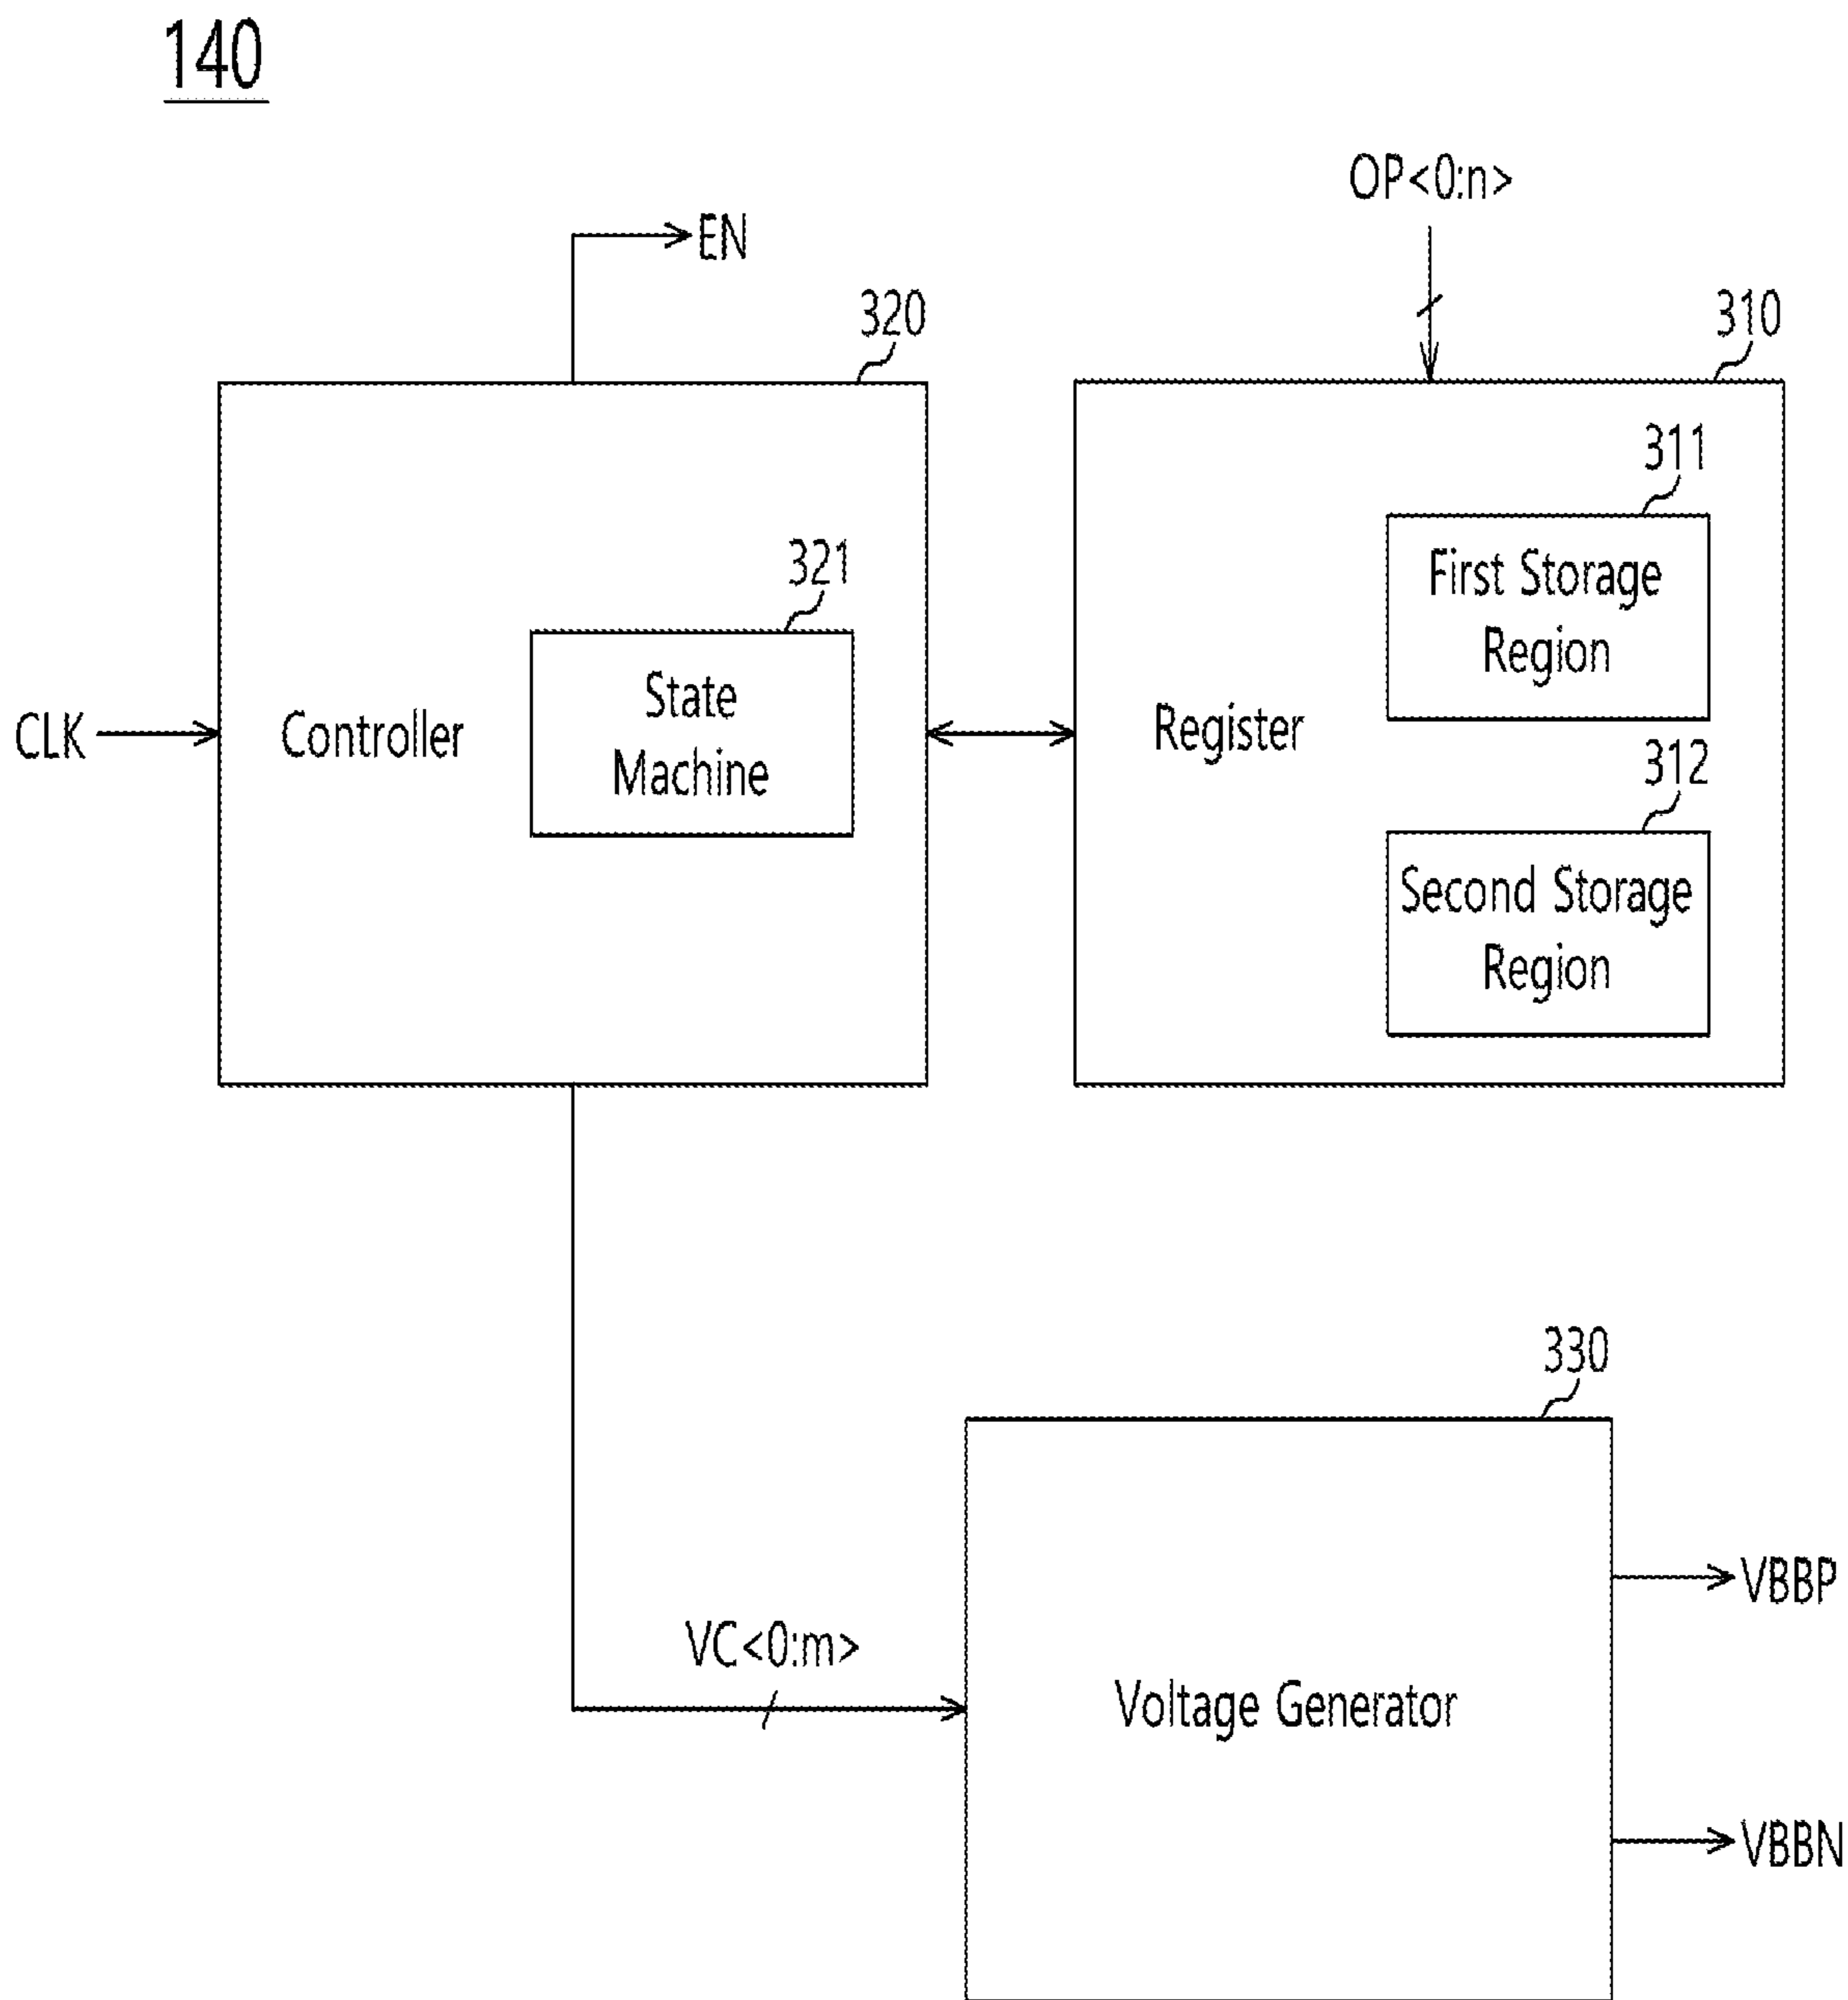 140
OP<0:n>
EN
320
310
311
First Storage
Region
321
State
Machine
CLK
Controller
Register
312
Second Storage
Region
330
VBBP
VC<0:m>
Voltage Generator
VBBN